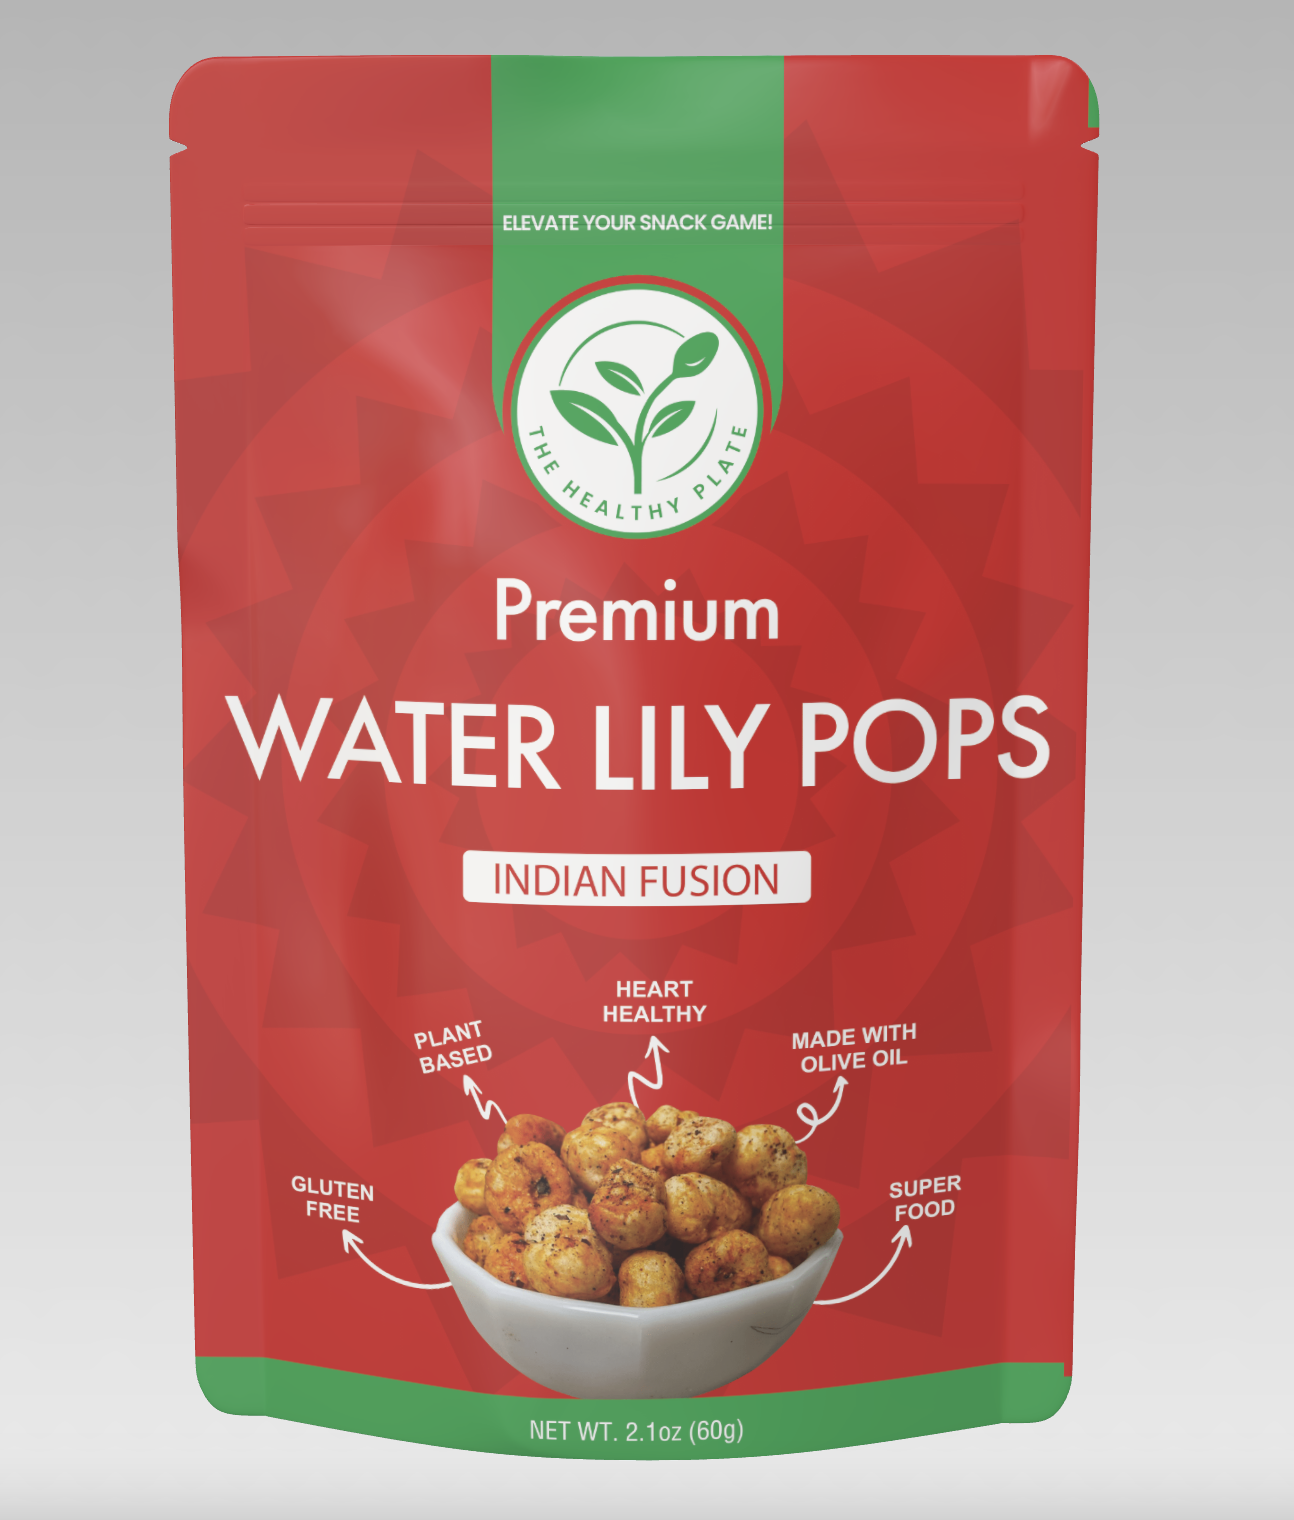 ELEVATE YOUR SNACK GAME!
THE HEALTHY PLATE
Premium
WATER LILY POPS
INDIAN FUSION
HEART
HEALTHY
PLANT
BASED
MADE WITH
OLIVE OIL
GLUTEN
FREE
SUPER
FOOD
NET WT. 2.1oz (60g)